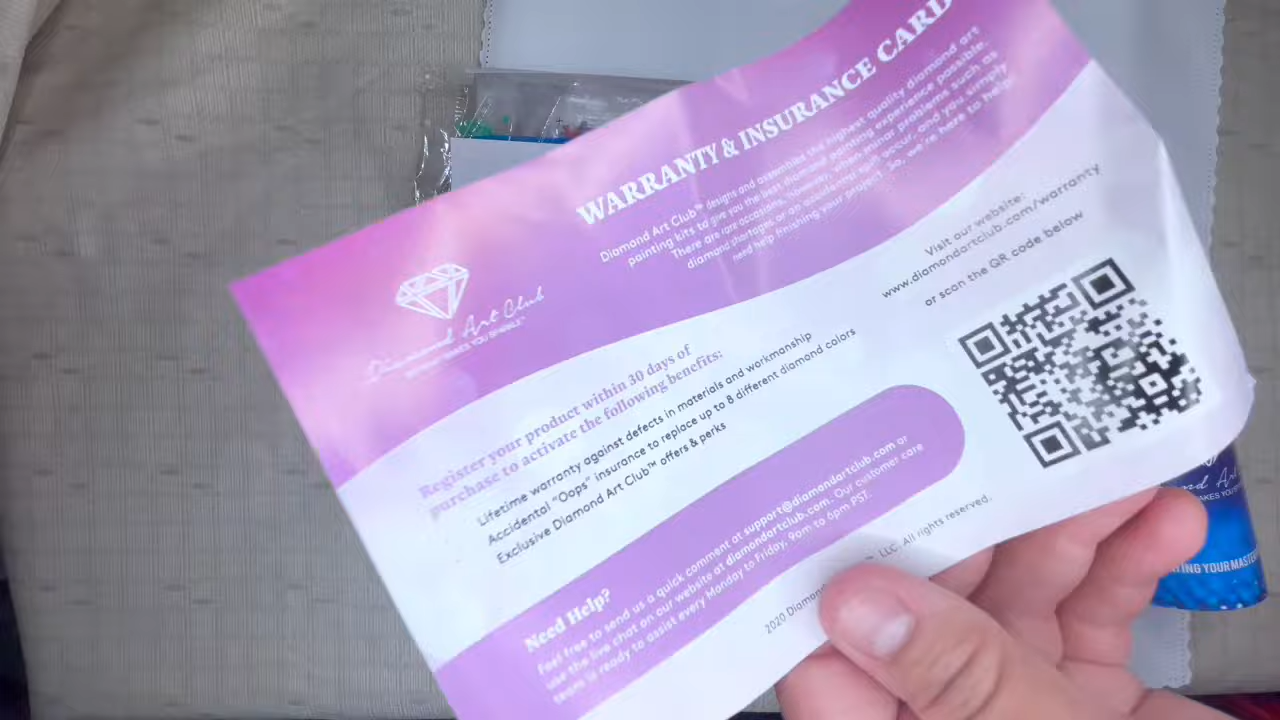 WARRANTY & INSURANCE CARD
Diamond Art Club™ designs and assembles the highest quality diamond art
painting kits to give you the best diamond painting experience possible.
There are rare occasions, however, when minor problems such as
diamond shortages or an accidental spill occur, and you simply
need help finishing your project. So, we're here to help.
Diamond Art Club
MAKES YOU SPARKLE™
Visit our website:
www.diamondartclub.com/warranty
or scan the QR code below
Register your product within 30 days of
purchase to activate the following benefits:
Lifetime warranty against defects in materials and workmanship
Accidental "Oops" insurance to replace up to 8 different diamond colors
Exclusive Diamond Art Club™ offers & perks
Need Help?
Feel free to send us a quick comment at support@diamondartclub.com or
use the live chat on our website at diamondartclub.com. Our customer care
team is ready to assist every Monday to Friday, 9am to 6pm PST.
2020 Diamond LLC. All rights reserved.
Art
MAKES YOU
YOUR